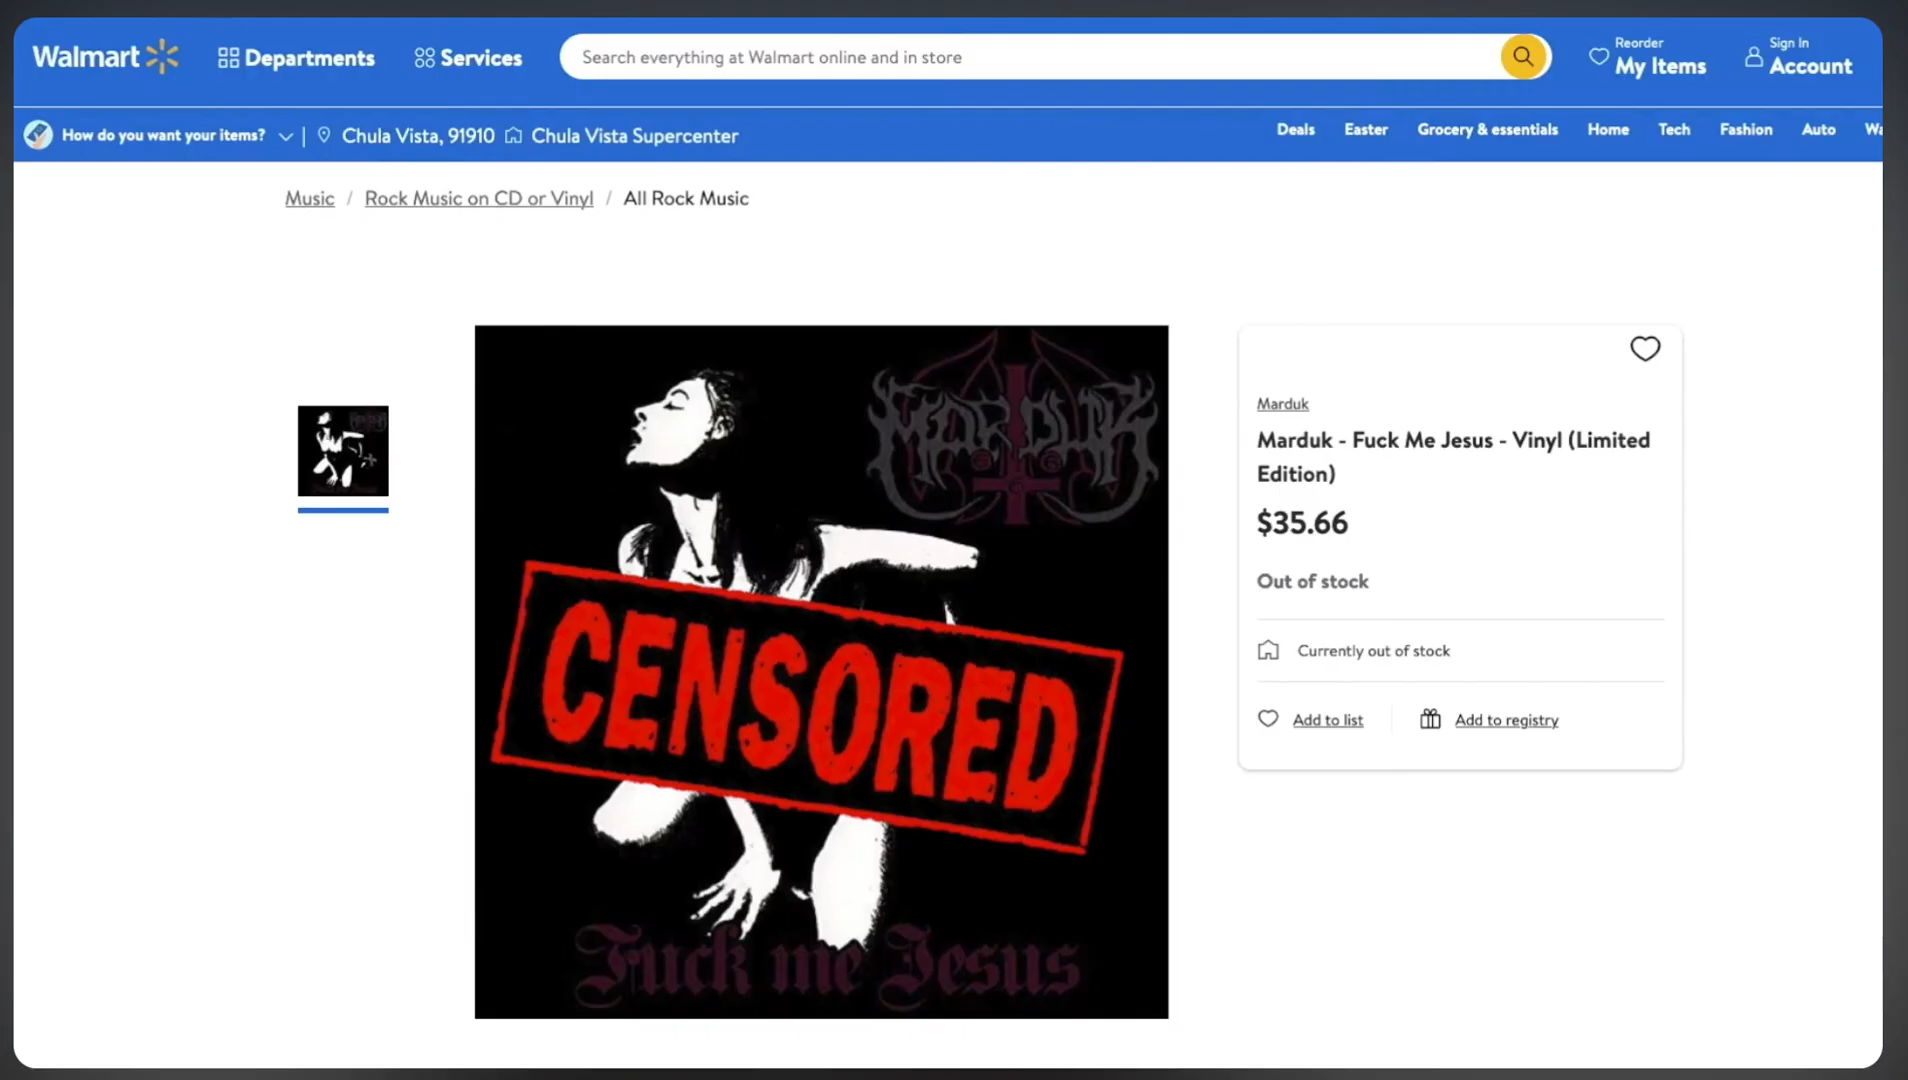 Walmart
Departments
Services
Search everything at Walmart online and in store
Reorder
My Items
Sign In
Account
How do you want your items?
Chula Vista, 91910
Chula Vista Supercenter
Deals
Easter
Grocery & essentials
Home
Tech
Fashion
Auto
Music / Rock Music on CD or Vinyl / All Rock Music
MARDUK
CENSORED
Fuck me Jesus
Marduk
Marduk - Fuck Me Jesus - Vinyl (Limited
Edition)
$35.66
Out of stock
Currently out of stock
Add to list
Add to registry